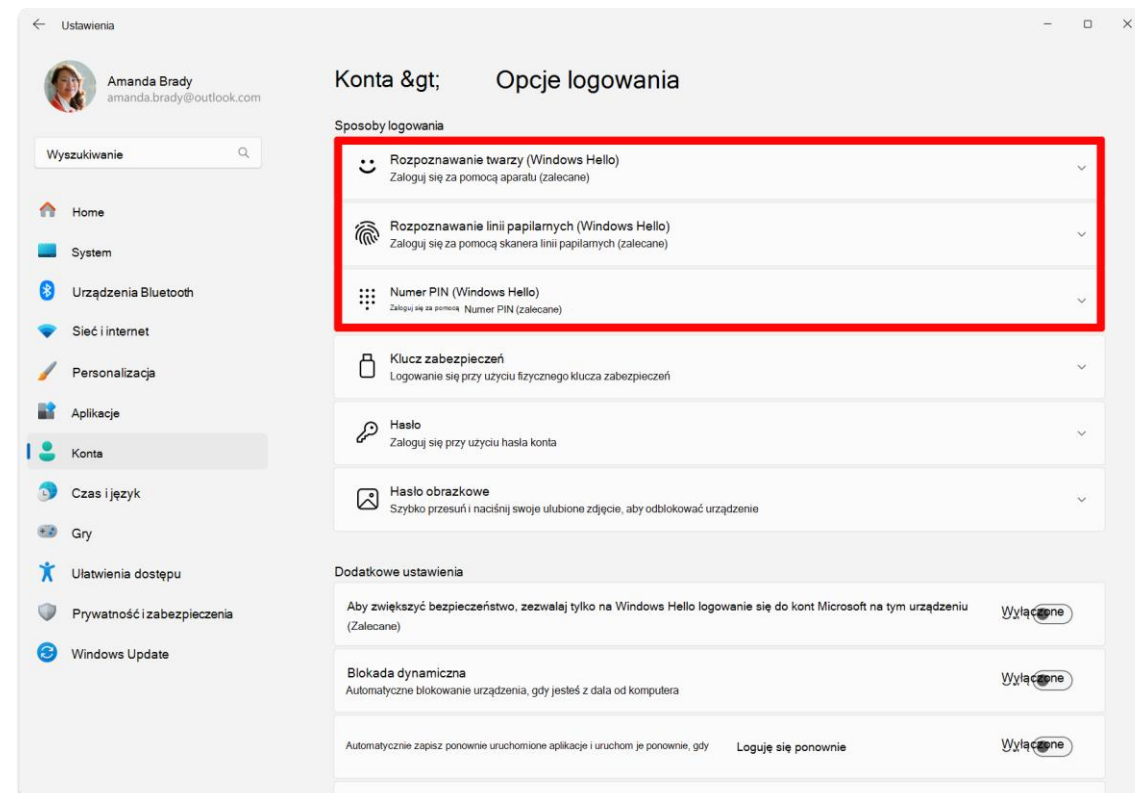 Ustawienia
Amanda Brady
amanda.brady@outlook.com
Wyszukiwanie
Home
System
Urządzenia Bluetooth
Sieć i internet
Personalizacja
Aplikacje
Konta
Czas i język
Gry
Ułatwienia dostępu
Prywatność i zabezpieczenia
Windows Update
Konta &gt; Opcje logowania
Sposoby logowania
Rozpoznawanie twarzy (Windows Hello)
Zaloguj się za pomocą aparatu (zalecane)
Rozpoznawanie linii papilarnych (Windows Hello)
Zaloguj się za pomocą skanera linii papilarnych (zalecane)
Numer PIN (Windows Hello)
Zaloguj się za pomocą Numer PIN (zalecane)
Klucz zabezpieczeń
Logowanie się przy użyciu fizycznego klucza zabezpieczeń
Hasło
Zaloguj się przy użyciu hasła konta
Hasło obrazkowe
Szybko przesuń i naciśnij swoje ulubione zdjęcie, aby odblokować urządzenie
Dodatkowe ustawienia
Aby zwiększyć bezpieczeństwo, zezwalaj tylko na Windows Hello logowanie się do kont Microsoft na tym urządzeniu
(Zalecane)
Wyłączone
Blokada dynamiczna
Automatyczne blokowanie urządzenia, gdy jesteś z dala od komputera
Wyłączone
Automatycznie zapisz ponownie uruchomione aplikacje i uruchom je ponownie, gdy Loguję się ponownie
Wyłączone